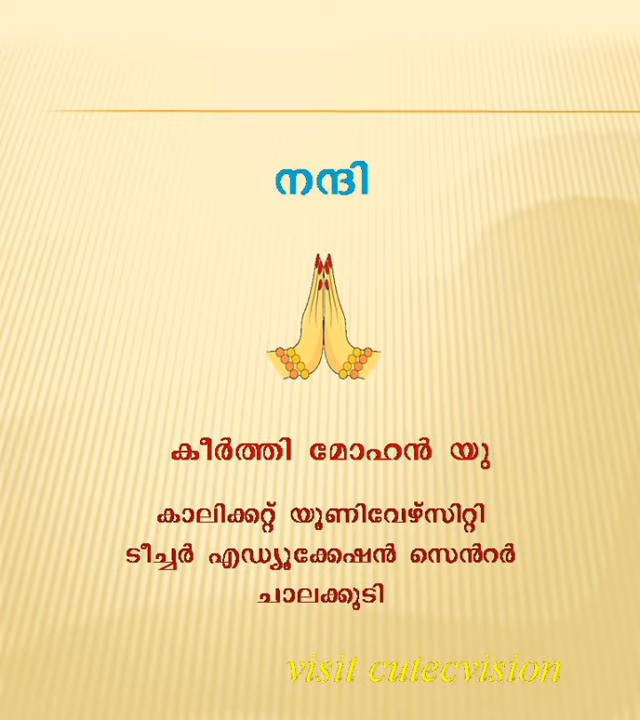 നന്ദി
കീർത്തി മോഹൻ യു
കാലിക്കറ്റ് യൂണിവേഴ്സിറ്റി
ടീച്ചർ എഡ്യൂക്കേഷൻ സെൻറർ
ചാലക്കുടി
visit cutecvision